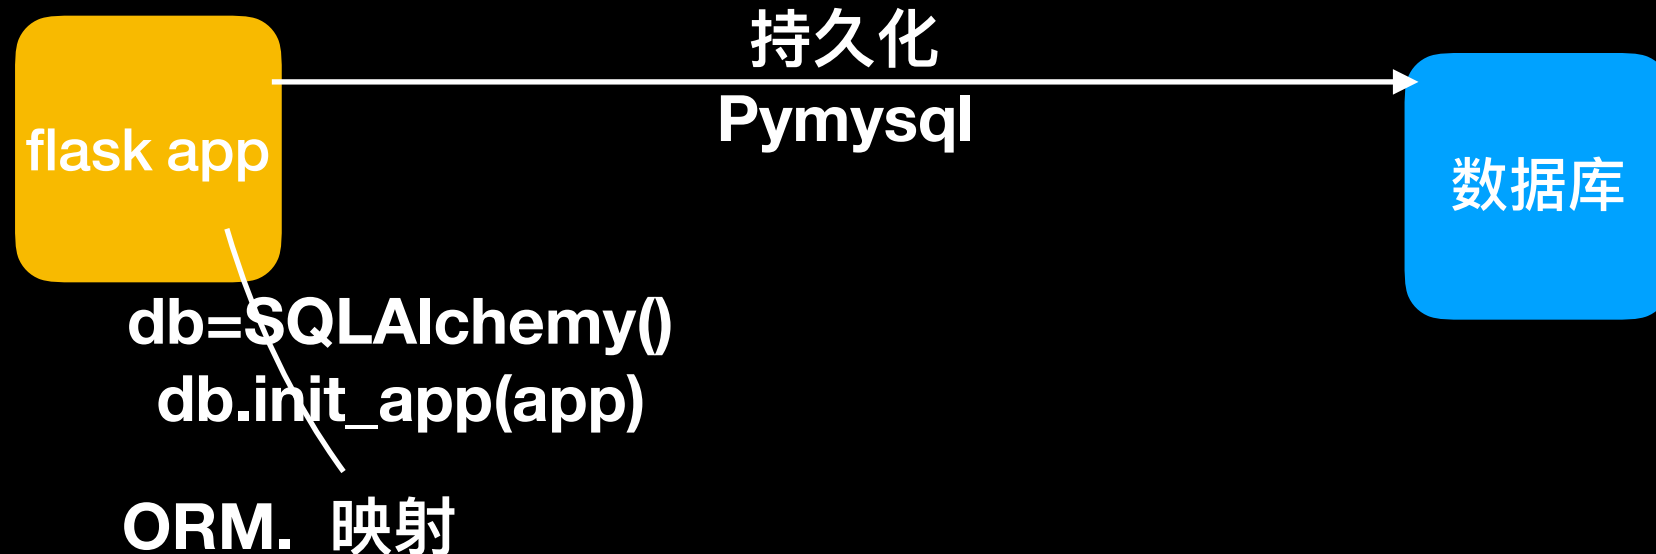 持久化
Pymysql
flask app
数据库
db=SQLAlchemy()
db.init_app(app)
ORM. 映射